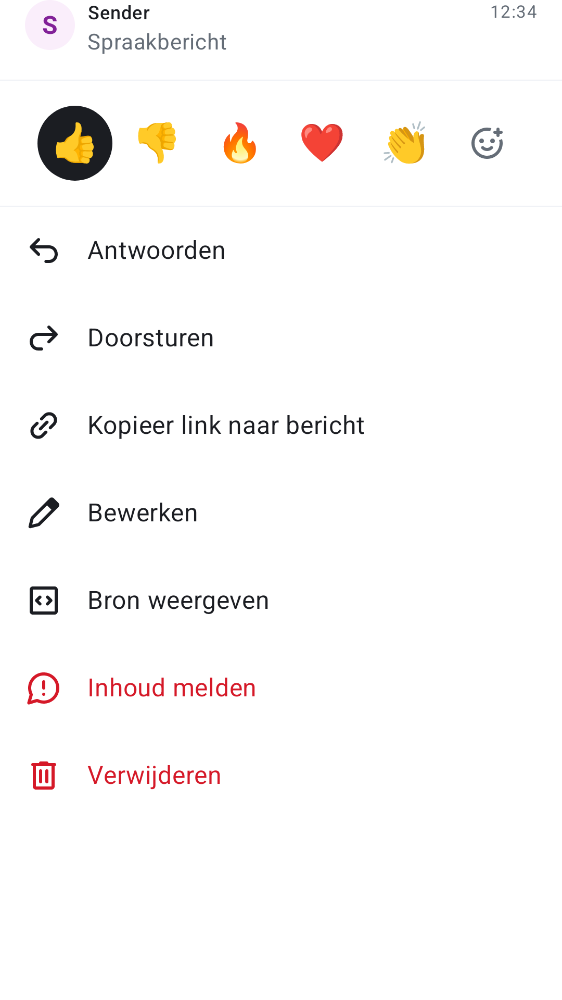 S
Sender
12:34
Spraakbericht
Antwoorden
Doorsturen
Kopieer link naar bericht
Bewerken
Bron weergeven
Inhoud melden
Verwijderen